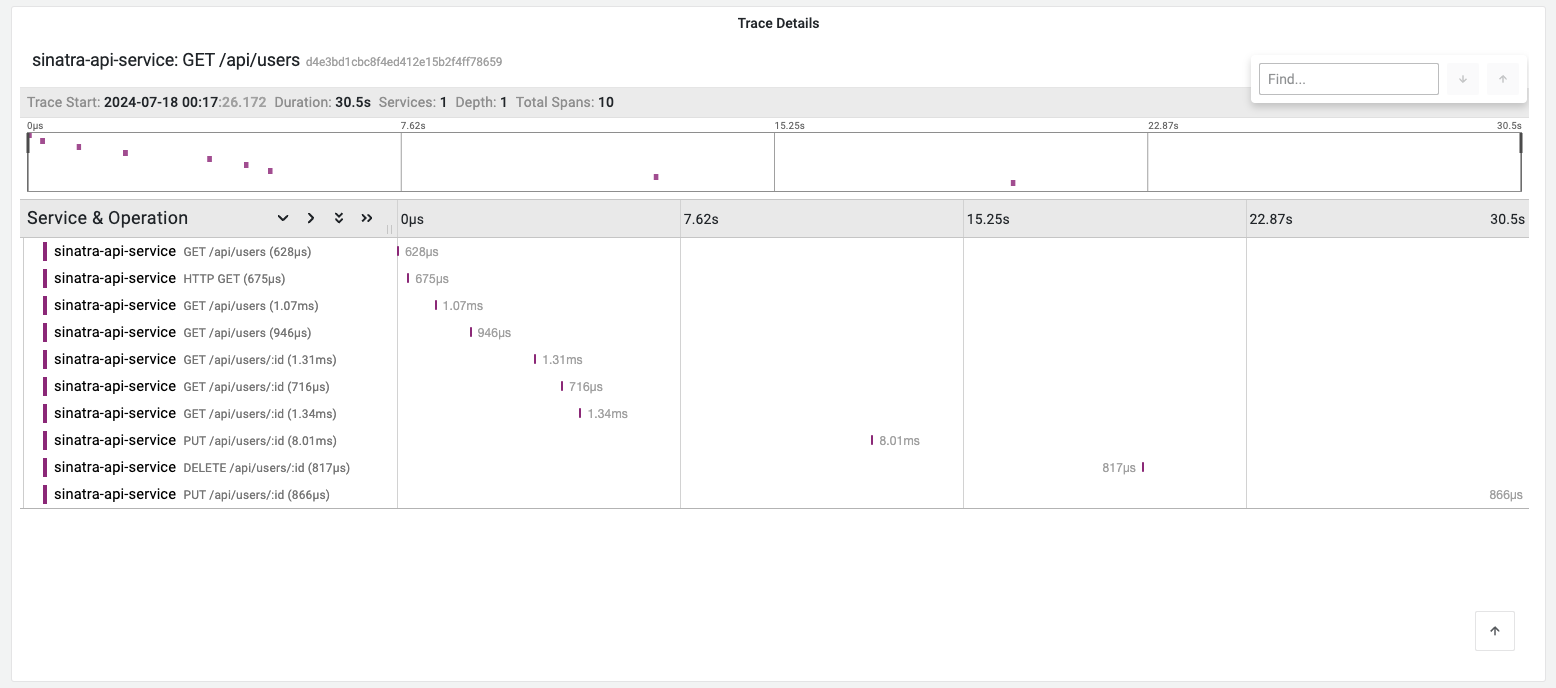 Trace Details
sinatra-api-service: GET /api/users d4e3bd1cbc8f4ed412e15b2f4ff78659
Find...
Trace Start: 2024-07-18 00:17:26.172 Duration: 30.5s Services: 1 Depth: 1 Total Spans: 10
0μs 7.62s 15.25s 22.87s 30.5s
Service & Operation 0μs 7.62s 15.25s 22.87s 30.5s
sinatra-api-service GET /api/users (628μs) 628μs
sinatra-api-service HTTP GET (675μs) 675μs
sinatra-api-service GET /api/users (1.07ms) 1.07ms
sinatra-api-service GET /api/users (946μs) 946μs
sinatra-api-service GET /api/users/:id (1.31ms) 1.31ms
sinatra-api-service GET /api/users/:id (716μs) 716μs
sinatra-api-service GET /api/users/:id (1.34ms) 1.34ms
sinatra-api-service PUT /api/users/:id (8.01ms) 8.01ms
sinatra-api-service DELETE /api/users/:id (817μs) 817μs
sinatra-api-service PUT /api/users/:id (866μs) 866μs